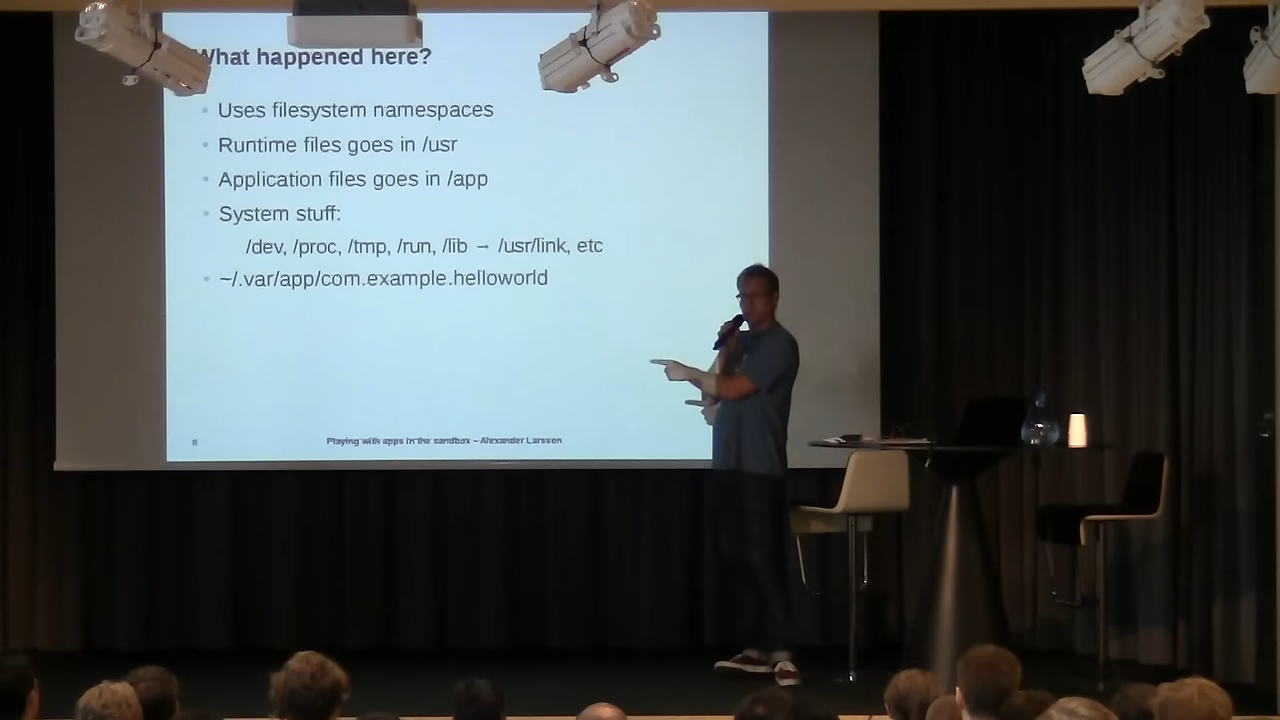 What happened here?
Uses filesystem namespaces
Runtime files goes in /usr
Application files goes in /app
System stuff:
/dev, /proc, /tmp, /run, /lib → /usr/link, etc
~/.var/app/com.example.helloworld
8
Playing with apps in the sandbox – Alexander Larsson